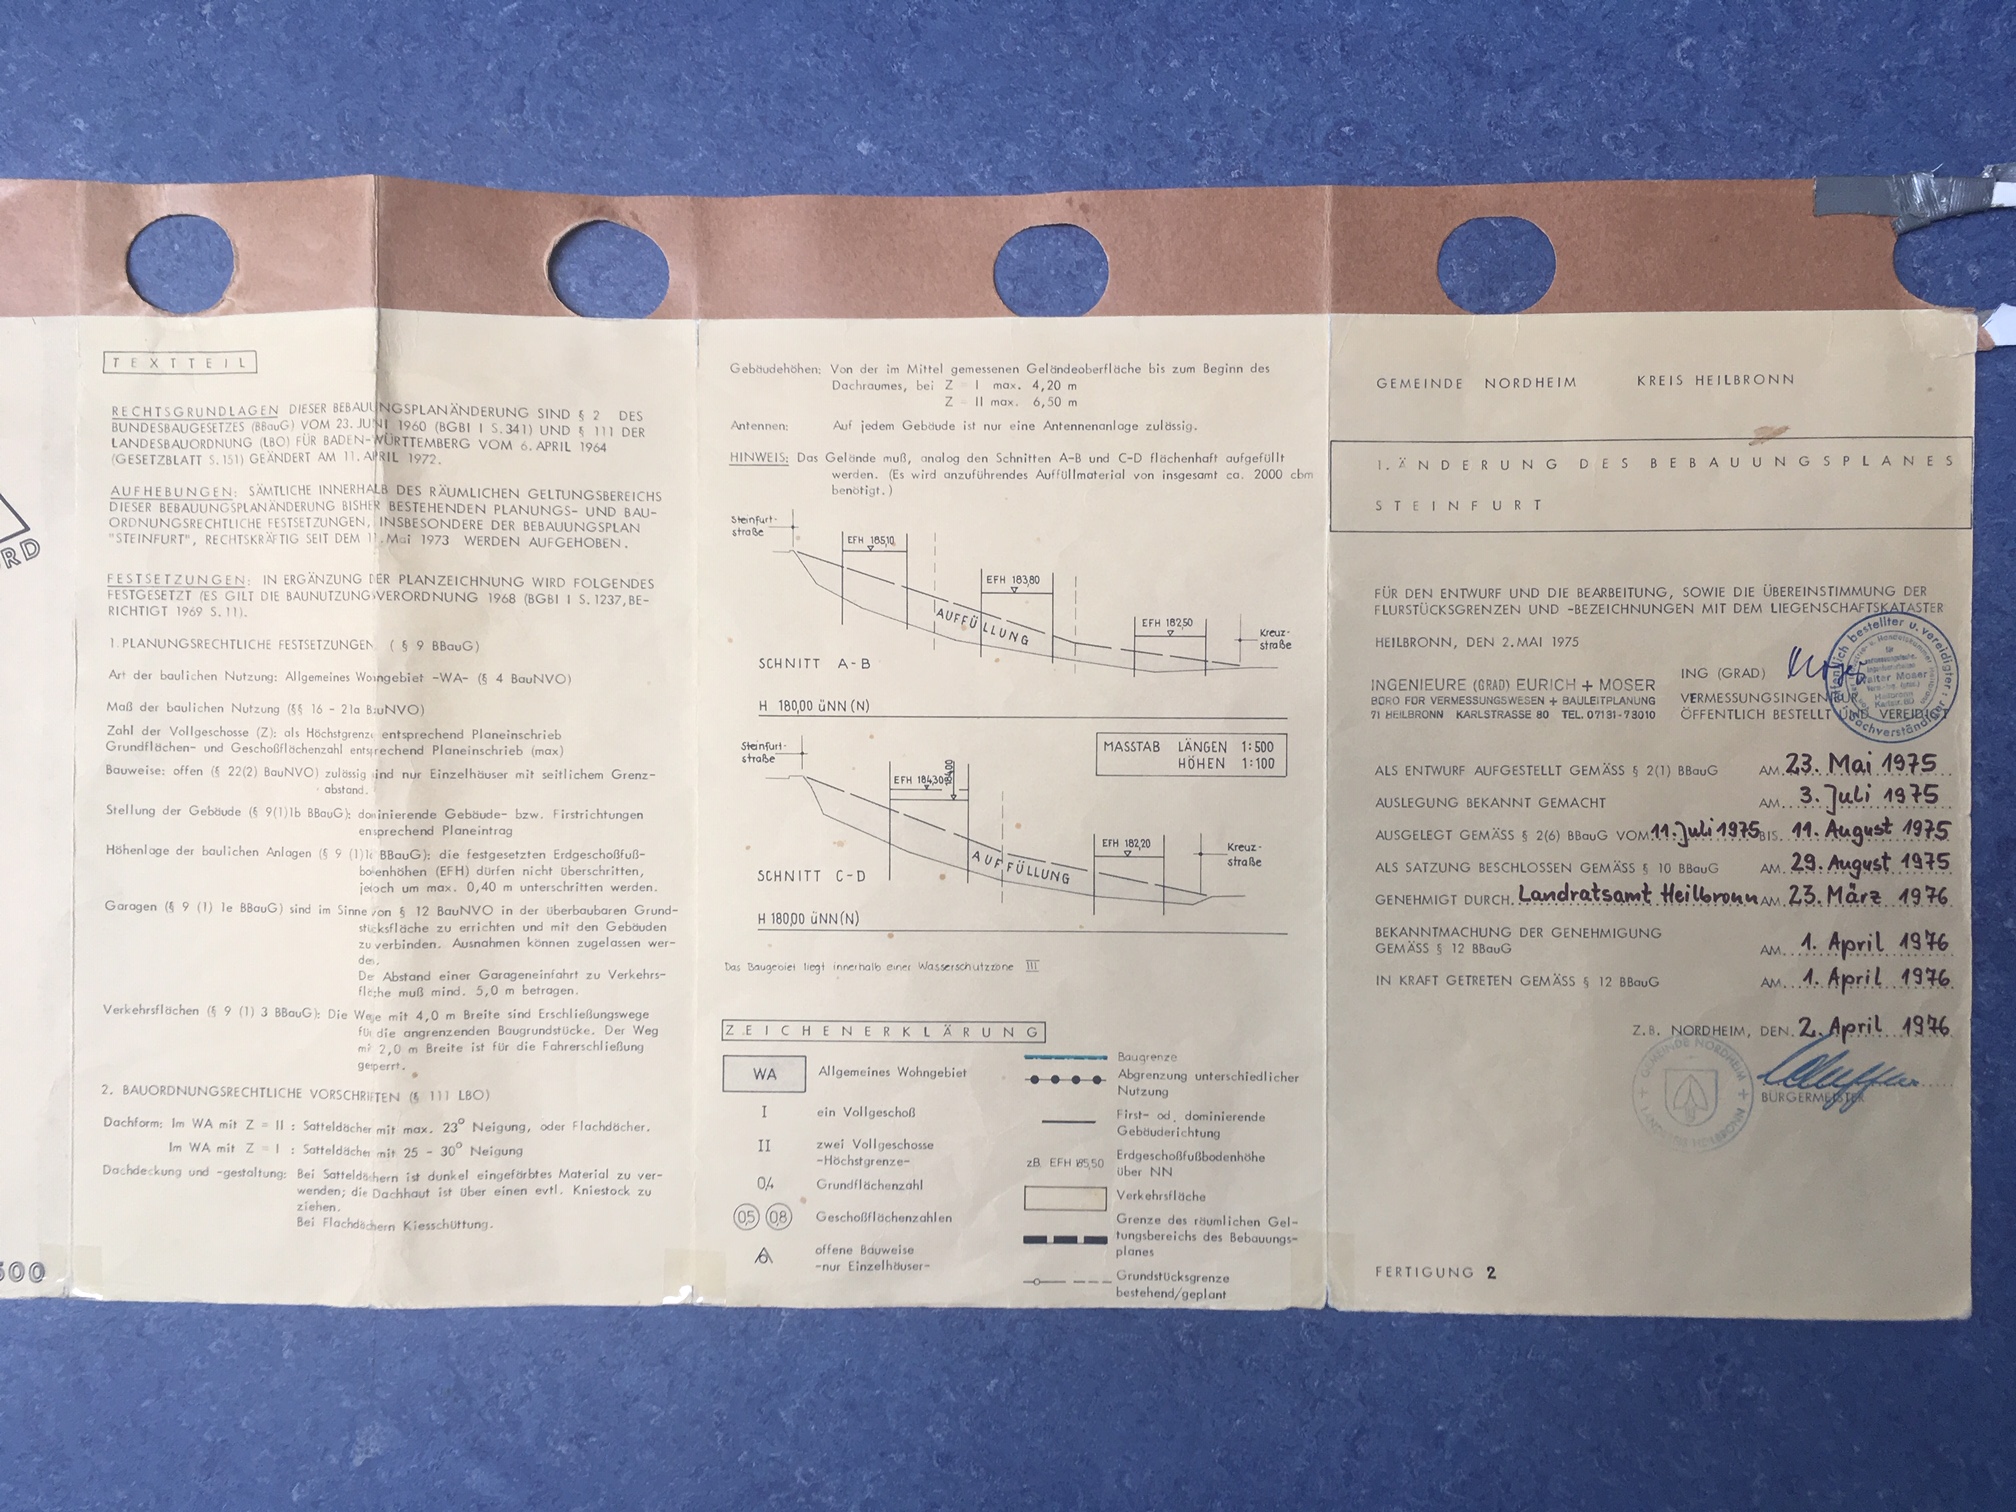 RD
500
TEXTTEIL
RECHTSGRUNDLAGEN DIESER BEBAUUNGSPLANÄNDERUNG SIND § 2 DES
BUNDESBAUGESETZES (BBauG) VOM 23. JUNI 1960 (BGBI I S. 341) UND § 111 DER
LANDESBAUORDNUNG (LBO) FÜR BADEN-WÜRTTEMBERG VOM 6. APRIL 1964
(GESETZBLATT S. 151) GEÄNDERT AM 11. APRIL 1972.
AUFHEBUNGEN: SÄMTLICHE INNERHALB DES RÄUMLICHEN GELTUNGSBEREICHS
DIESER BEBAUUNGSPLANÄNDERUNG BISHER BESTEHENDEN PLANUNGS- UND BAU-
ORDNUNGSRECHTLICHE FESTSETZUNGEN, INSBESONDERE DER BEBAUUNGSPLAN
"STEINFURT", RECHTSKRÄFTIG SEIT DEM 11. Mai 1973 WERDEN AUFGEHOBEN.
FESTSETZUNGEN: IN ERGÄNZUNG DER PLANZEICHNUNG WIRD FOLGENDES
FESTGESETZT (ES GILT DIE BAUNUTZUNGSVERORDNUNG 1968 (BGBI I S. 1237, BE-
RICHTIGT 1969 S. 11).
1. PLANUNGSRECHTLICHE FESTSETZUNGEN (§ 9 BBauG)
Art der baulichen Nutzung: Allgemeines Wohngebiet -WA- (§ 4 BauNVO)
Maß der baulichen Nutzung (§§ 16 - 21a BauNVO)
Zahl der Vollgeschosse (Z): als Höchstgrenze entsprechend Planeinschrieb
Grundflächen- und Geschoßflächenzahl entsprechend Planeinschrieb (max)
Bauweise: offen (§ 22(2) BauNVO) zulässig sind nur Einzelhäuser mit seitlichem Grenz-
abstand.
Stellung der Gebäude (§ 9(1)1b BBauG): dominierende Gebäude- bzw. Firstrichtungen
ensprechend Planeintrag
Höhenlage der baulichen Anlagen (§ 9 (1)1c BBauG): die festgesetzten Erdgeschoßfuß-
bodenhöhen (EFH) dürfen nicht überschritten,
jedoch um max. 0,40 m unterschritten werden.
Garagen (§ 9 (1) 1e BBauG) sind im Sinne von § 12 BauNVO in der überbaubaren Grund-
stücksfläche zu errichten und mit den Gebäuden
zu verbinden. Ausnahmen können zugelassen wer-
den.
Der Abstand einer Garageneinfahrt zu Verkehrs-
fläche muß mind. 5,0 m betragen.
Verkehrsflächen (§ 9 (1) 3 BBauG): Die Wege mit 4,0 m Breite sind Erschließungswege
für die angrenzenden Baugrundstücke. Der Weg
mit 2,0 m Breite ist für die Fahrerschließung
gesperrt.
2. BAUORDNUNGSRECHTLICHE VORSCHRIFTEN (§ 111 LBO)
Dachform: Im WA mit Z = II : Satteldächer mit max. 23° Neigung, oder Flachdächer.
Im WA mit Z = I : Satteldächer mit 25 - 30° Neigung
Dachdeckung und -gestaltung: Bei Satteldächern ist dunkel eingefärbtes Material zu ver-
wenden; die Dachhaut ist über einen evtl. Kniestock zu
ziehen.
Bei Flachdächern Kiesschüttung.
Gebäudehöhen: Von der im Mittel gemessenen Geländeoberfläche bis zum Beginn des
Dachraumes, bei Z = I max. 4,20 m
Z = II max. 6,50 m
Antennen: Auf jedem Gebäude ist nur eine Antennenanlage zulässig.
HINWEIS: Das Gelände muß, analog den Schnitten A-B und C-D flächenhaft aufgefüllt
werden. (Es wird anzuführendes Auffüllmaterial von insgesamt ca. 2000 cbm
benötigt.)
Steinfurt-
straße
EFH 185,10
EFH 183,80
AUFFÜLLUNG
EFH 182,50
Kreuz-
straße
SCHNITT A-B
H 180,00 üNN (N)
Steinfurt-
straße
MASSTAB LÄNGEN 1:500
HÖHEN 1:100
EFH 184,30
184,00
AUFFÜLLUNG
EFH 182,20
Kreuz-
straße
SCHNITT C-D
H 180,00 üNN (N)
Das Baugebiet liegt innerhalb einer Wasserschutzzone III
ZEICHENERKLÄRUNG
WA Allgemeines Wohngebiet
I ein Vollgeschoß
II zwei Vollgeschosse
-Höchstgrenze-
0,4 Grundflächenzahl
0,5 0,8 Geschoßflächenzahlen
offene Bauweise
-nur Einzelhäuser-
Baugrenze
Abgrenzung unterschiedlicher
Nutzung
First- od. dominierende
Gebäuderichtung
zB. EFH 185,50 Erdgeschoßfußbodenhöhe
über NN
Verkehrsfläche
Grenze des räumlichen Gel-
tungsbereichs des Bebauungs-
planes
Grundstücksgrenze
bestehend/geplant
GEMEINDE NORDHEIM KREIS HEILBRONN
1. ÄNDERUNG DES BEBAUUNGSPLANES
STEINFURT
FÜR DEN ENTWURF UND DIE BEARBEITUNG, SOWIE DIE ÜBEREINSTIMMUNG DER
FLURSTÜCKSGRENZEN UND -BEZEICHNUNGEN MIT DEM LIEGENSCHAFTSKATASTER
HEILBRONN, DEN 2. MAI 1975
INGENIEURE (GRAD) EURICH + MOSER
BÜRO FÜR VERMESSUNGSWESEN + BAULEITPLANUNG
71 HEILBRONN KARLSTRASSE 80 TEL. 07131-73010
ING (GRAD)
VERMESSUNGSINGENIEUR
ÖFFENTLICH BESTELLT UND VEREIDIGT
Öffentlich bestellter u. vereidigter Sachverständiger
Walter Moser
Heilbronn
Karlstr. 80
ALS ENTWURF AUFGESTELLT GEMÄSS § 2(1) BBauG AM 23. Mai 1975
AUSLEGUNG BEKANNT GEMACHT AM 3. Juli 1975
AUSGELEGT GEMÄSS § 2(6) BBauG VOM 11. Juli 1975 BIS 11. August 1975
ALS SATZUNG BESCHLOSSEN GEMÄSS § 10 BBauG AM 29. August 1975
GENEHMIGT DURCH Landratsamt Heilbronn AM 23. März 1976
BEKANNTMACHUNG DER GENEHMIGUNG
GEMÄSS § 12 BBauG AM 1. April 1976
IN KRAFT GETRETEN GEMÄSS § 12 BBauG AM 1. April 1976
Z.B. NORDHEIM, DEN 2. April 1976
GEMEINDE NORDHEIM
LANDKREIS HEILBRONN
BÜRGERMEISTER
FERTIGUNG 2